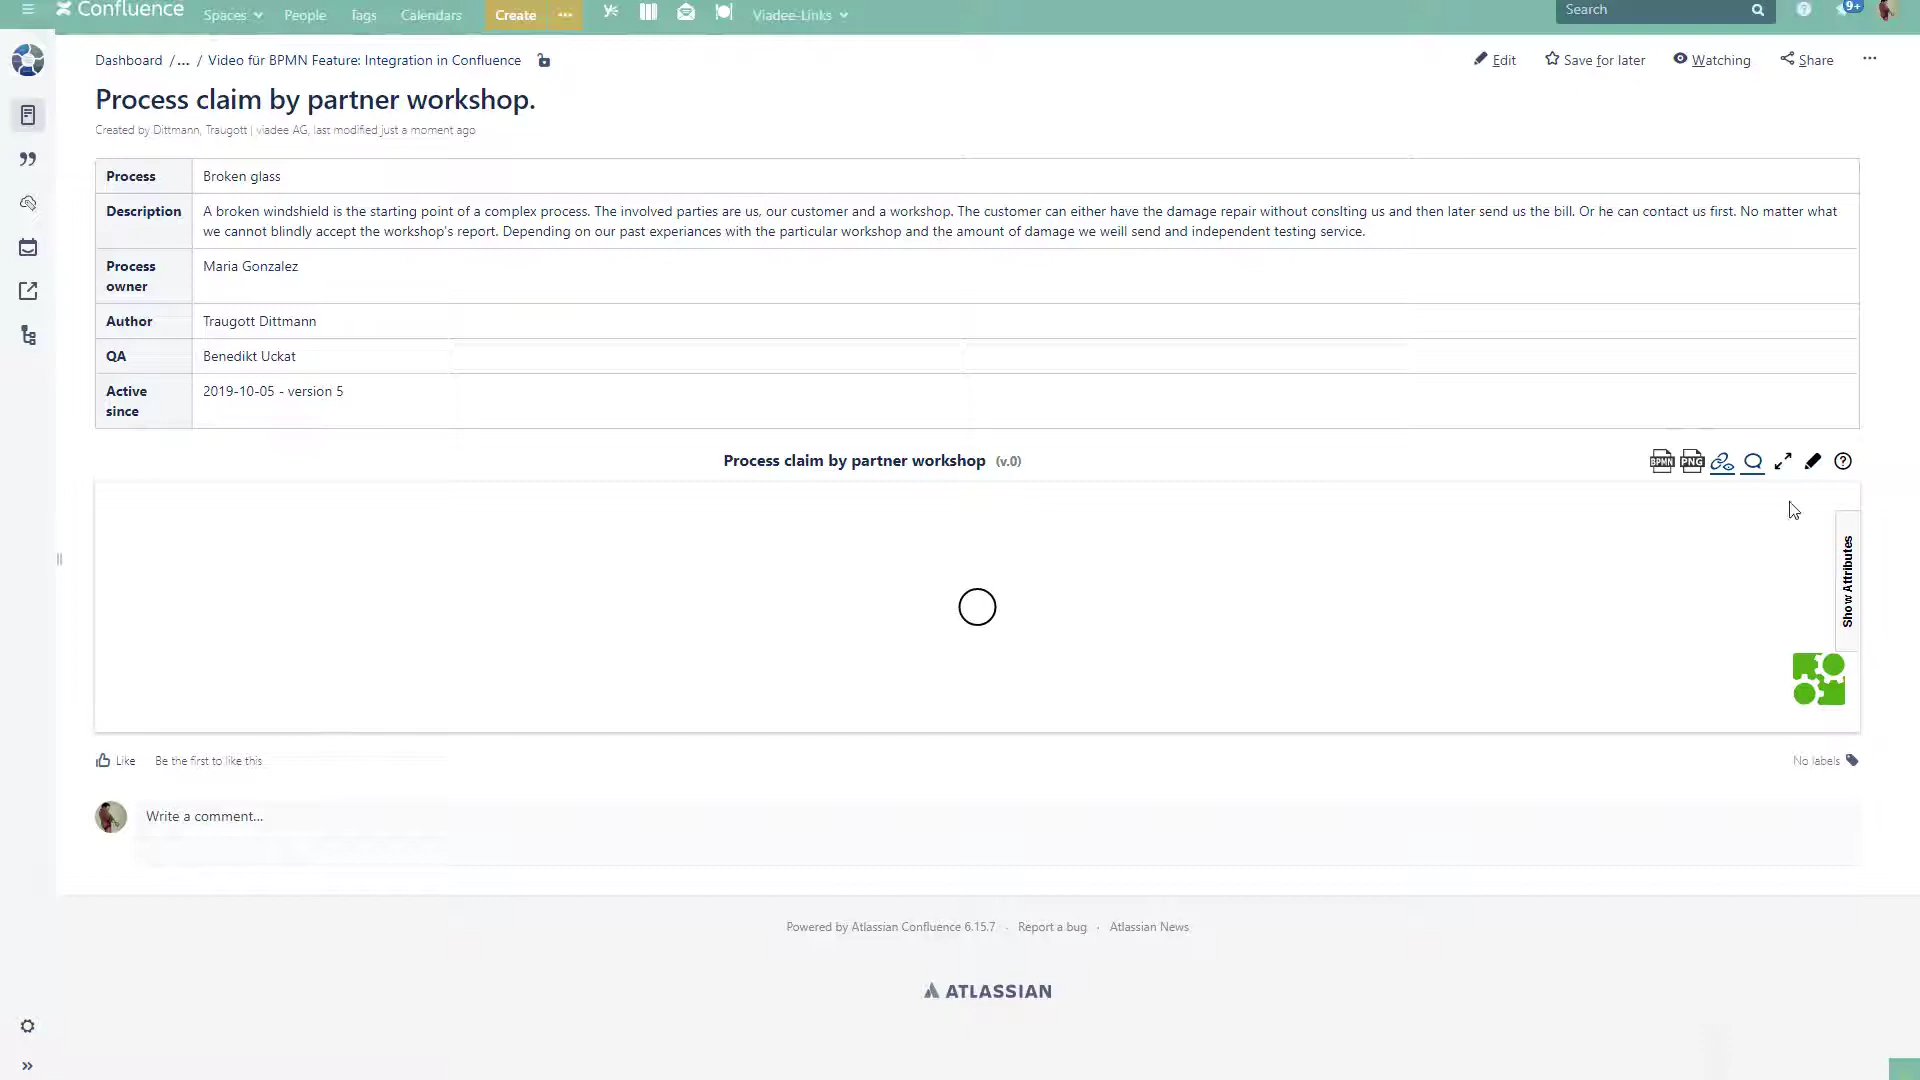 Confluence Spaces People Tags Calendars Create ... Viadee-Links Search 9+
Dashboard /... / Video für BPMN Feature: Integration in Confluence Edit Save for later Watching Share ...
Process claim by partner workshop.
Created by Dittmann, Traugott | viadee AG, last modified just a moment ago
Process Broken glass
Description A broken windshield is the starting point of a complex process. The involved parties are us, our customer and a workshop. The customer can either have the damage repair without conslting us and then later send us the bill. Or he can contact us first. No matter what
we cannot blindly accept the workshop's report. Depending on our past experiances with the particular workshop and the amount of damage we weill send and independent testing service.
Process Maria Gonzalez
owner
Author Traugott Dittmann
QA Benedikt Uckat
Active 2019-10-05 - version 5
since
Process claim by partner workshop (v.0) BPMN PNG
Show Attributes
Like Be the first to like this No labels
Write a comment...
Powered by Atlassian Confluence 6.15.7 · Report a bug · Atlassian News
ATLASSIAN